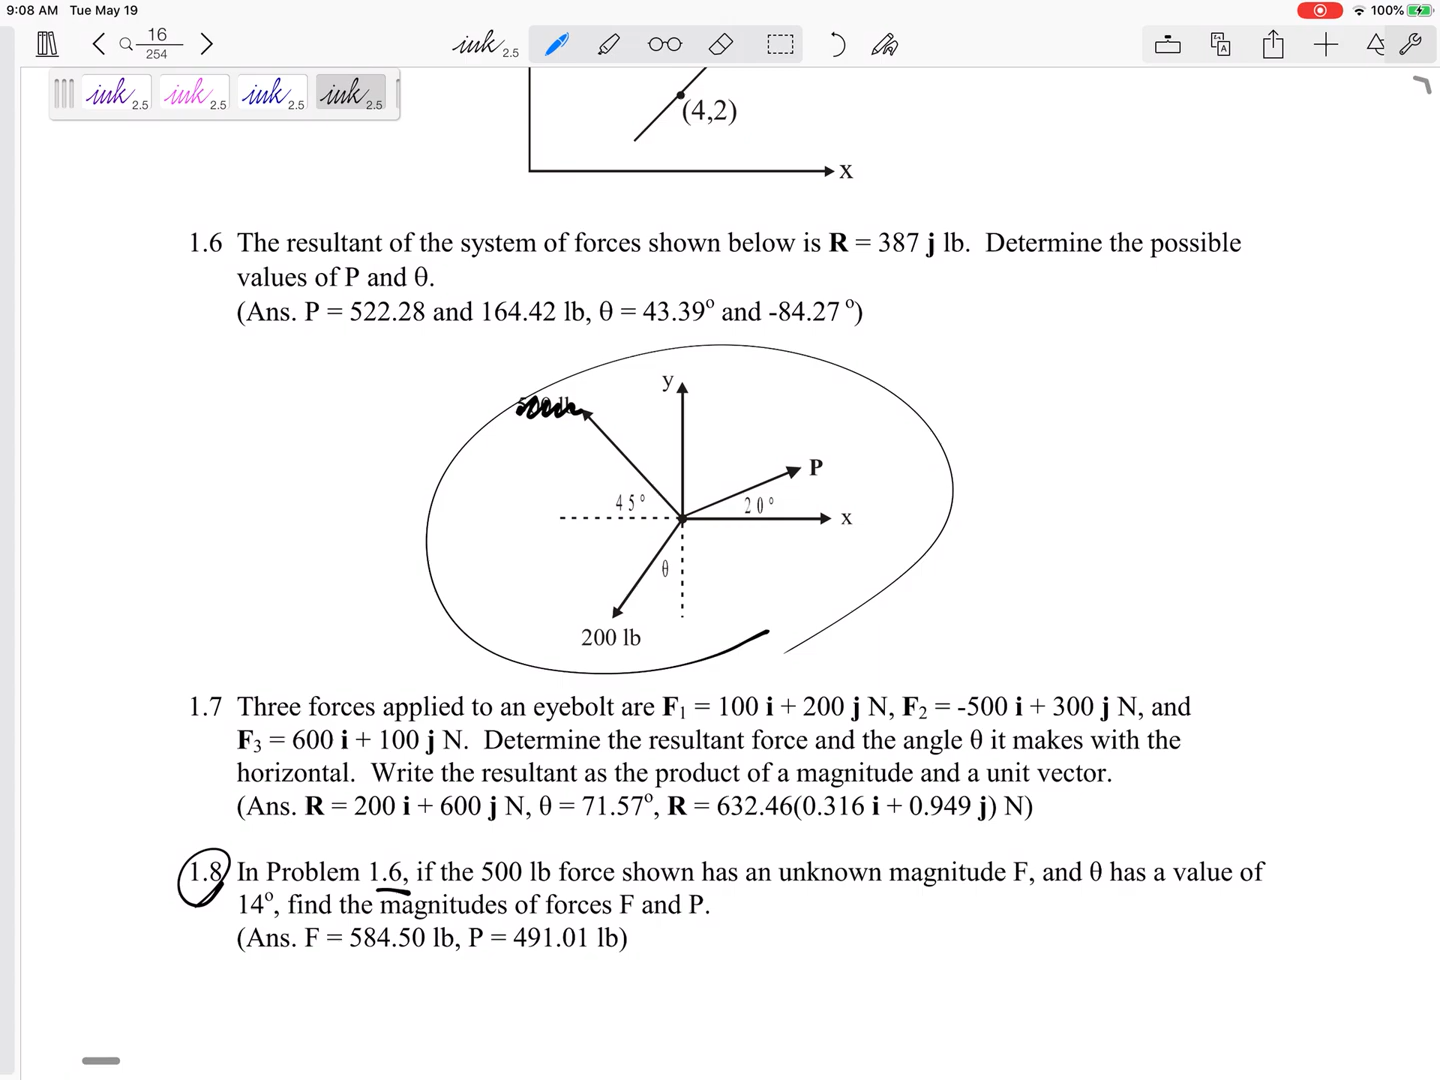 9:08 AM Tue May 19
100%
16
254
ink 2.5
ink 2.5
ink 2.5
ink 2.5
ink 2.5
(4,2)
x
1.6 The resultant of the system of forces shown below is R = 387 j lb. Determine the possible
values of P and θ.
(Ans. P = 522.28 and 164.42 lb, θ = 43.39° and -84.27 °)
y
P
45°
20°
x
θ
200 lb
1.7 Three forces applied to an eyebolt are F₁ = 100 i + 200 j N, F₂ = -500 i + 300 j N, and
F₃ = 600 i + 100 j N. Determine the resultant force and the angle θ it makes with the
horizontal. Write the resultant as the product of a magnitude and a unit vector.
(Ans. R = 200 i + 600 j N, θ = 71.57°, R = 632.46(0.316 i + 0.949 j) N)
1.8 In Problem 1.6, if the 500 lb force shown has an unknown magnitude F, and θ has a value of
14°, find the magnitudes of forces F and P.
(Ans. F = 584.50 lb, P = 491.01 lb)